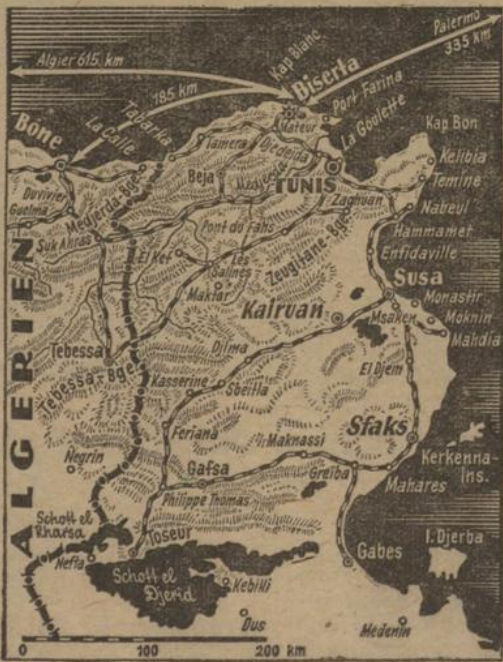 Algier 615 km
Palermo
335 km
185 km
Kap Blanc
Biserta
Port Farina
Bône
La Calle
Tabarka
Mateur
La Goulette
Kap Bon
Tamera
Djedeida
Kelibia
Beja
TUNIS
Temine
Duvivier
Guelma
Medjerda-Bge
Zaghuan
Nabeul
Suk Ahras
Pont du Fahs
Hammamet
El Kef
Les
Salines
Zeugitane-Bge
Enfidaville
Susa
Maktar
Kairuan
Monastir
Msaken
Moknin
Mahdia
Tebessa
Djlma
Tebessa-Bge
El Djem
Kasserine
Sbeitla
ALGERIEN
Feriana
Sfaks
Negrin
Maknassi
Kerkenna-
Ins.
Gafsa
Greiba
Mahares
Philippe Thomas
Schott el
Rharsa
Toseur
I. Djerba
Nefta
Gabes
Schott el
Djerid
Kebilli
Dus
Medenin
0 100 200 km